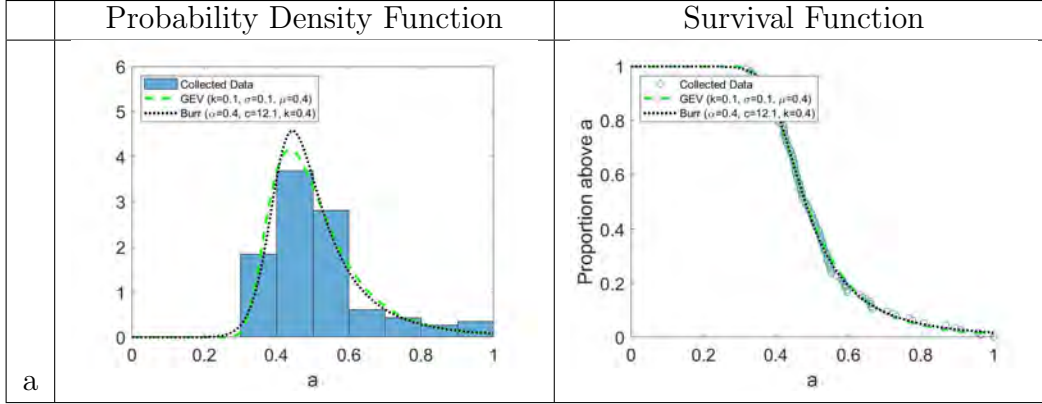 Probability Density Function
Survival Function
a
6
5
4
3
2
1
0
0
0.2
0.4
0.6
0.8
1
a
Collected Data
GEV (k=0.1, σ=0.1, μ=0.4)
Burr (α=0.4, c=12.1, k=0.4)
Proportion above a
1
0.8
0.6
0.4
0.2
0
0
0.2
0.4
0.6
0.8
1
a
Collected Data
GEV (k=0.1, σ=0.1, μ=0.4)
Burr (α=0.4, c=12.1, k=0.4)